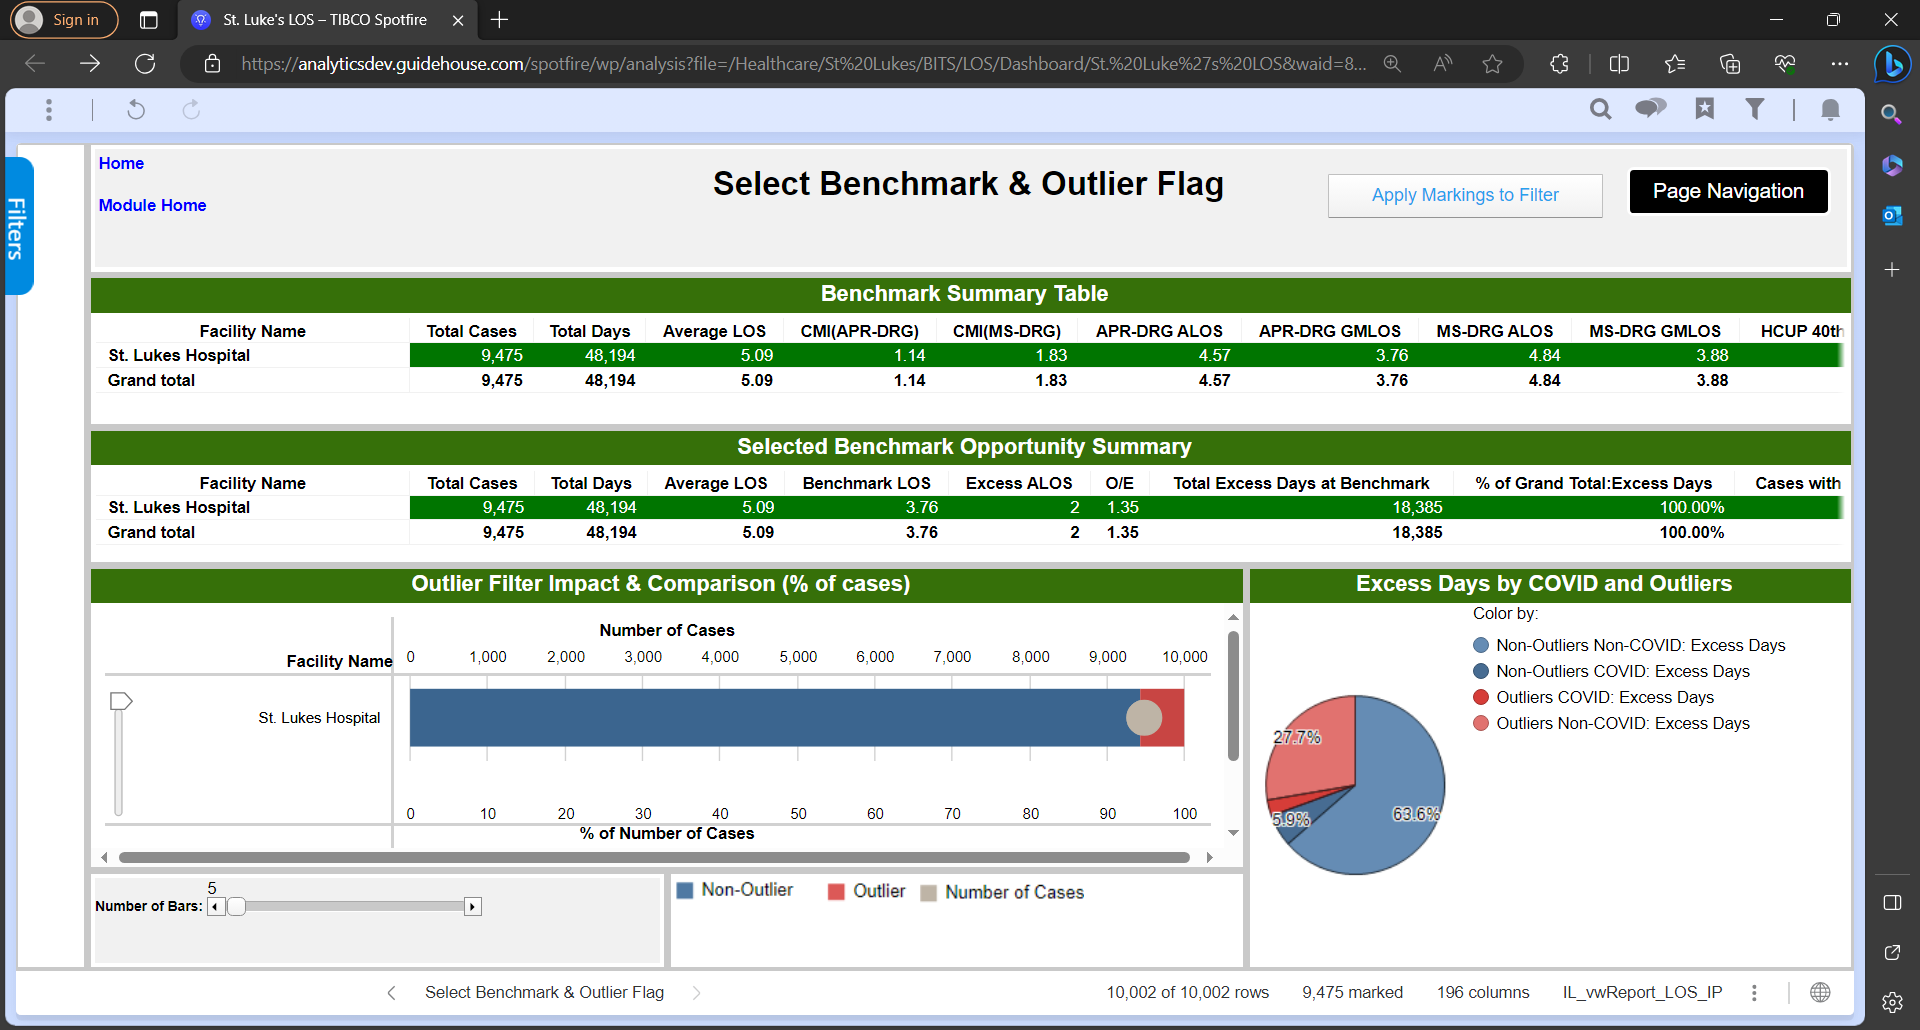 Sign in
St. Luke's LOS – TIBCO Spotfire
https://analyticsdev.guidehouse.com/spotfire/wp/analysis?file=/Healthcare/St%20Lukes/BITS/LOS/Dashboard/St.%20Luke%27s%20LOS&waid=8...
Home
Module Home
Select Benchmark & Outlier Flag
Apply Markings to Filter
Page Navigation
Filters
Benchmark Summary Table
Facility Name Total Cases Total Days Average LOS CMI(APR-DRG) CMI(MS-DRG) APR-DRG ALOS APR-DRG GMLOS MS-DRG ALOS MS-DRG GMLOS HCUP 40th
St. Lukes Hospital 9,475 48,194 5.09 1.14 1.83 4.57 3.76 4.84 3.88
Grand total 9,475 48,194 5.09 1.14 1.83 4.57 3.76 4.84 3.88
Selected Benchmark Opportunity Summary
Facility Name Total Cases Total Days Average LOS Benchmark LOS Excess ALOS O/E Total Excess Days at Benchmark % of Grand Total:Excess Days Cases with
St. Lukes Hospital 9,475 48,194 5.09 3.76 2 1.35 18,385 100.00%
Grand total 9,475 48,194 5.09 3.76 2 1.35 18,385 100.00%
Outlier Filter Impact & Comparison (% of cases)
Number of Cases
Facility Name 0 1,000 2,000 3,000 4,000 5,000 6,000 7,000 8,000 9,000 10,000
St. Lukes Hospital
0 10 20 30 40 50 60 70 80 90 100
% of Number of Cases
5
Number of Bars:
Non-Outlier Outlier Number of Cases
Excess Days by COVID and Outliers
Color by:
Non-Outliers Non-COVID: Excess Days
Non-Outliers COVID: Excess Days
Outliers COVID: Excess Days
Outliers Non-COVID: Excess Days
27.7%
5.9%
63.6%
Select Benchmark & Outlier Flag
10,002 of 10,002 rows 9,475 marked 196 columns IL_vwReport_LOS_IP